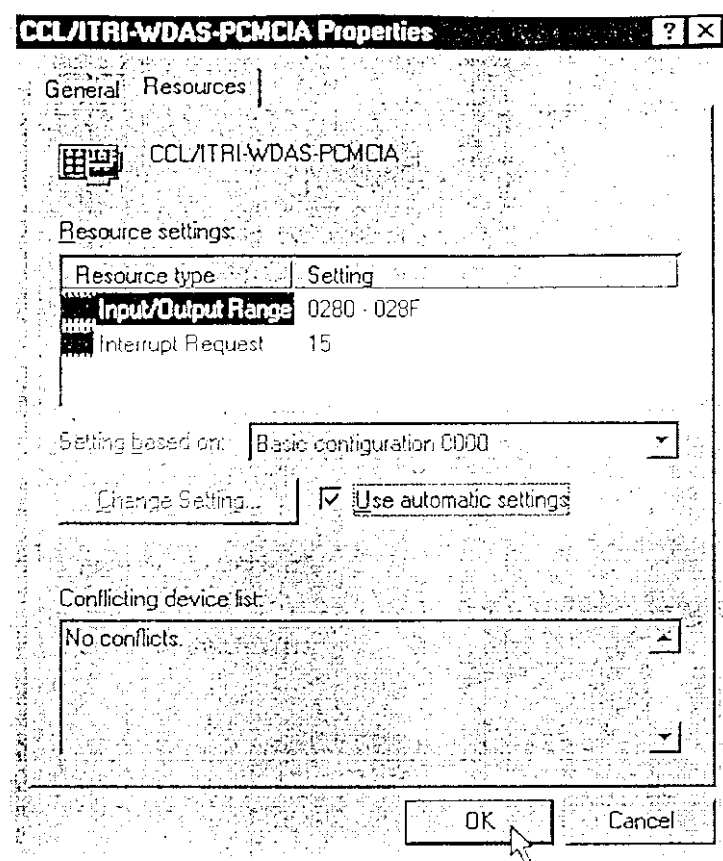 CCL/ITRI-WDAS-PCMCIA Properties ? ×
General Resources
CCL/ITRI-WDAS-PCMCIA
Resource settings:
Resource type Setting
Input/Output Range 0280 - 028F
Interrupt Request 15
Setting based on: Basic configuration 0000
Change Setting... Use automatic settings
Conflicting device list:
No conflicts.
OK Cancel